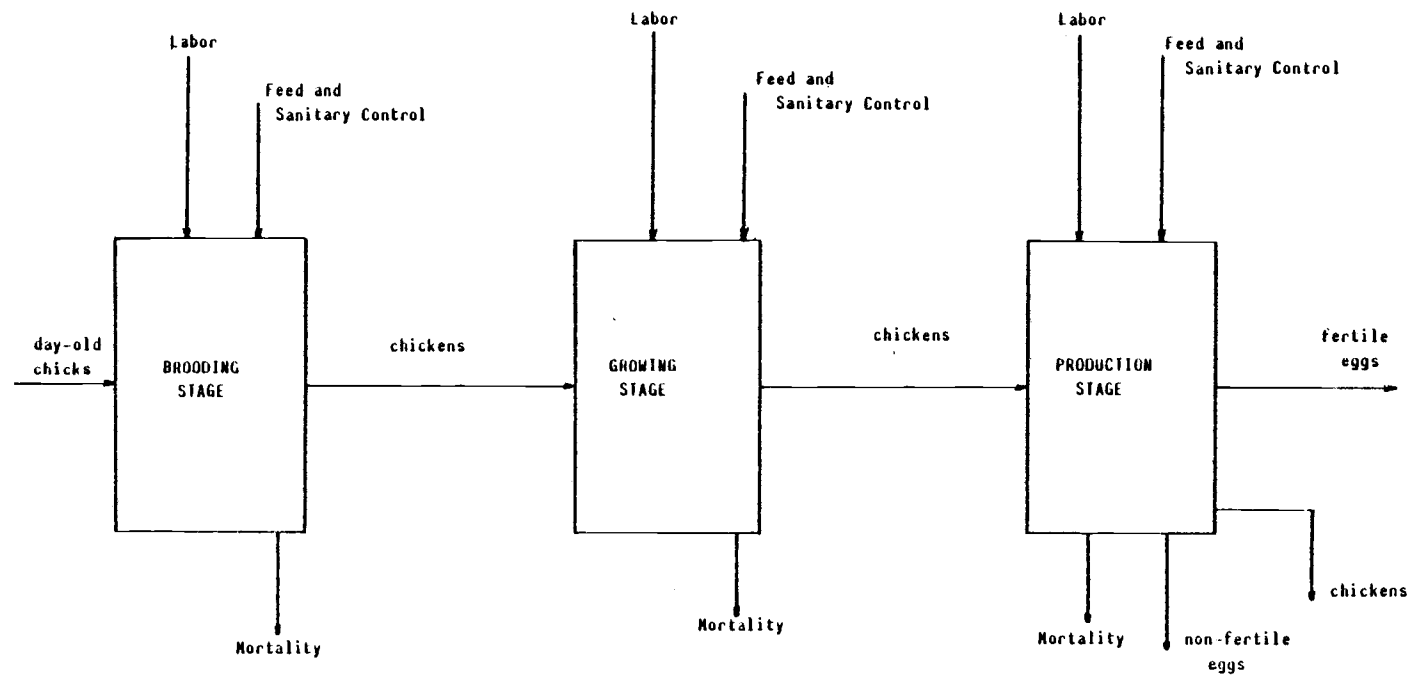 Labor
Feed and
Sanitary Control
Labor
Feed and
Sanitary Control
Labor
Feed and
Sanitary Control
day-old
chicks
BROODING
STAGE
chickens
GROWING
STAGE
chickens
PRODUCTION
STAGE
fertile
eggs
Mortality
Mortality
Mortality
non-fertile
eggs
chickens